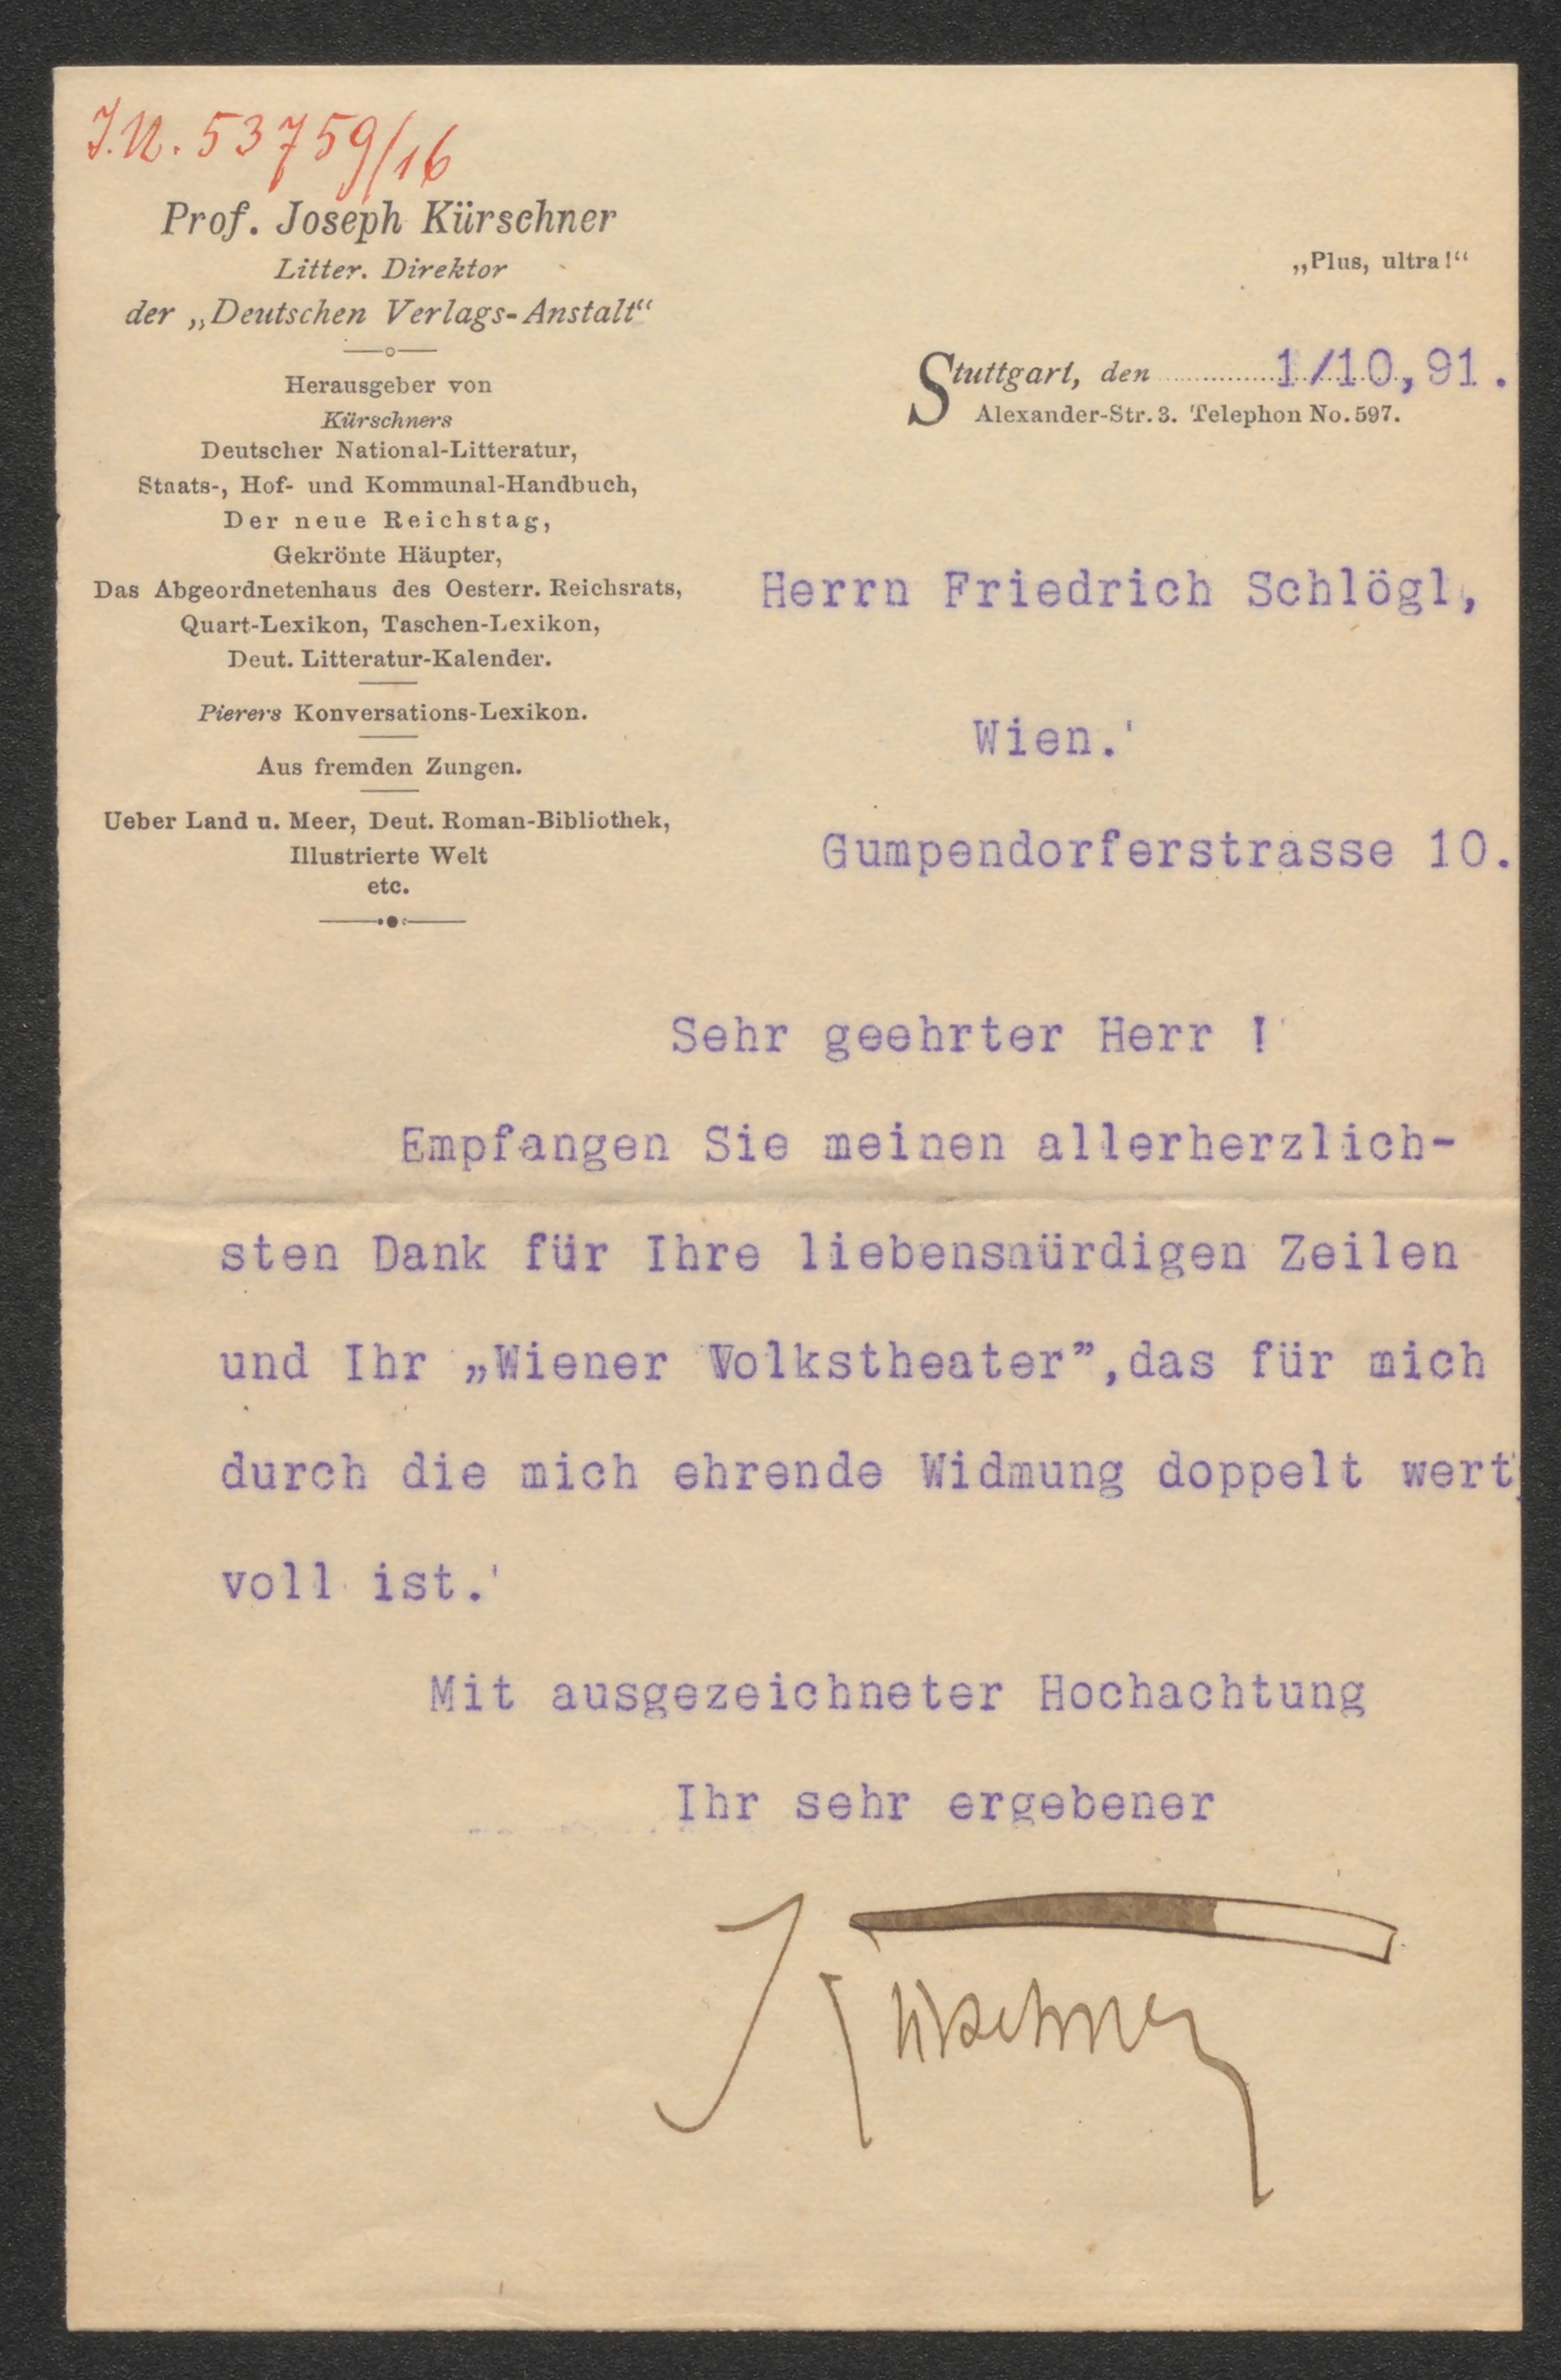 J.N. 53759/16
Prof. Joseph Kürschner
Litter. Direktor
der „Deutschen Verlags-Anstalt“
Herausgeber von
Kürschners
Deutscher National-Litteratur,
Staats-, Hof- und Kommunal-Handbuch,
Der neue Reichstag,
Gekrönte Häupter,
Das Abgeordnetenhaus des Oesterr. Reichsrats,
Quart-Lexikon, Taschen-Lexikon,
Deut. Litteratur-Kalender.
Pierers Konversations-Lexikon.
Aus fremden Zungen.
Ueber Land u. Meer, Deut. Roman-Bibliothek,
Illustrierte Welt
etc.
„Plus, ultra!“
Stuttgart, den 1/10,91.
Alexander-Str. 3. Telephon No. 597.
Herrn Friedrich Schlögl,
Wien.'
Gumpendorferstrasse 10.
Sehr geehrter Herr !
Empfangen Sie meinen allerherzlich-
sten Dank für Ihre liebensnürdigen Zeilen
und Ihr „Wiener Volkstheater”,das für mich
durch die mich ehrende Widmung doppelt wert
voll ist.'
Mit ausgezeichneter Hochachtung
Ihr sehr ergebener
J Kürschner